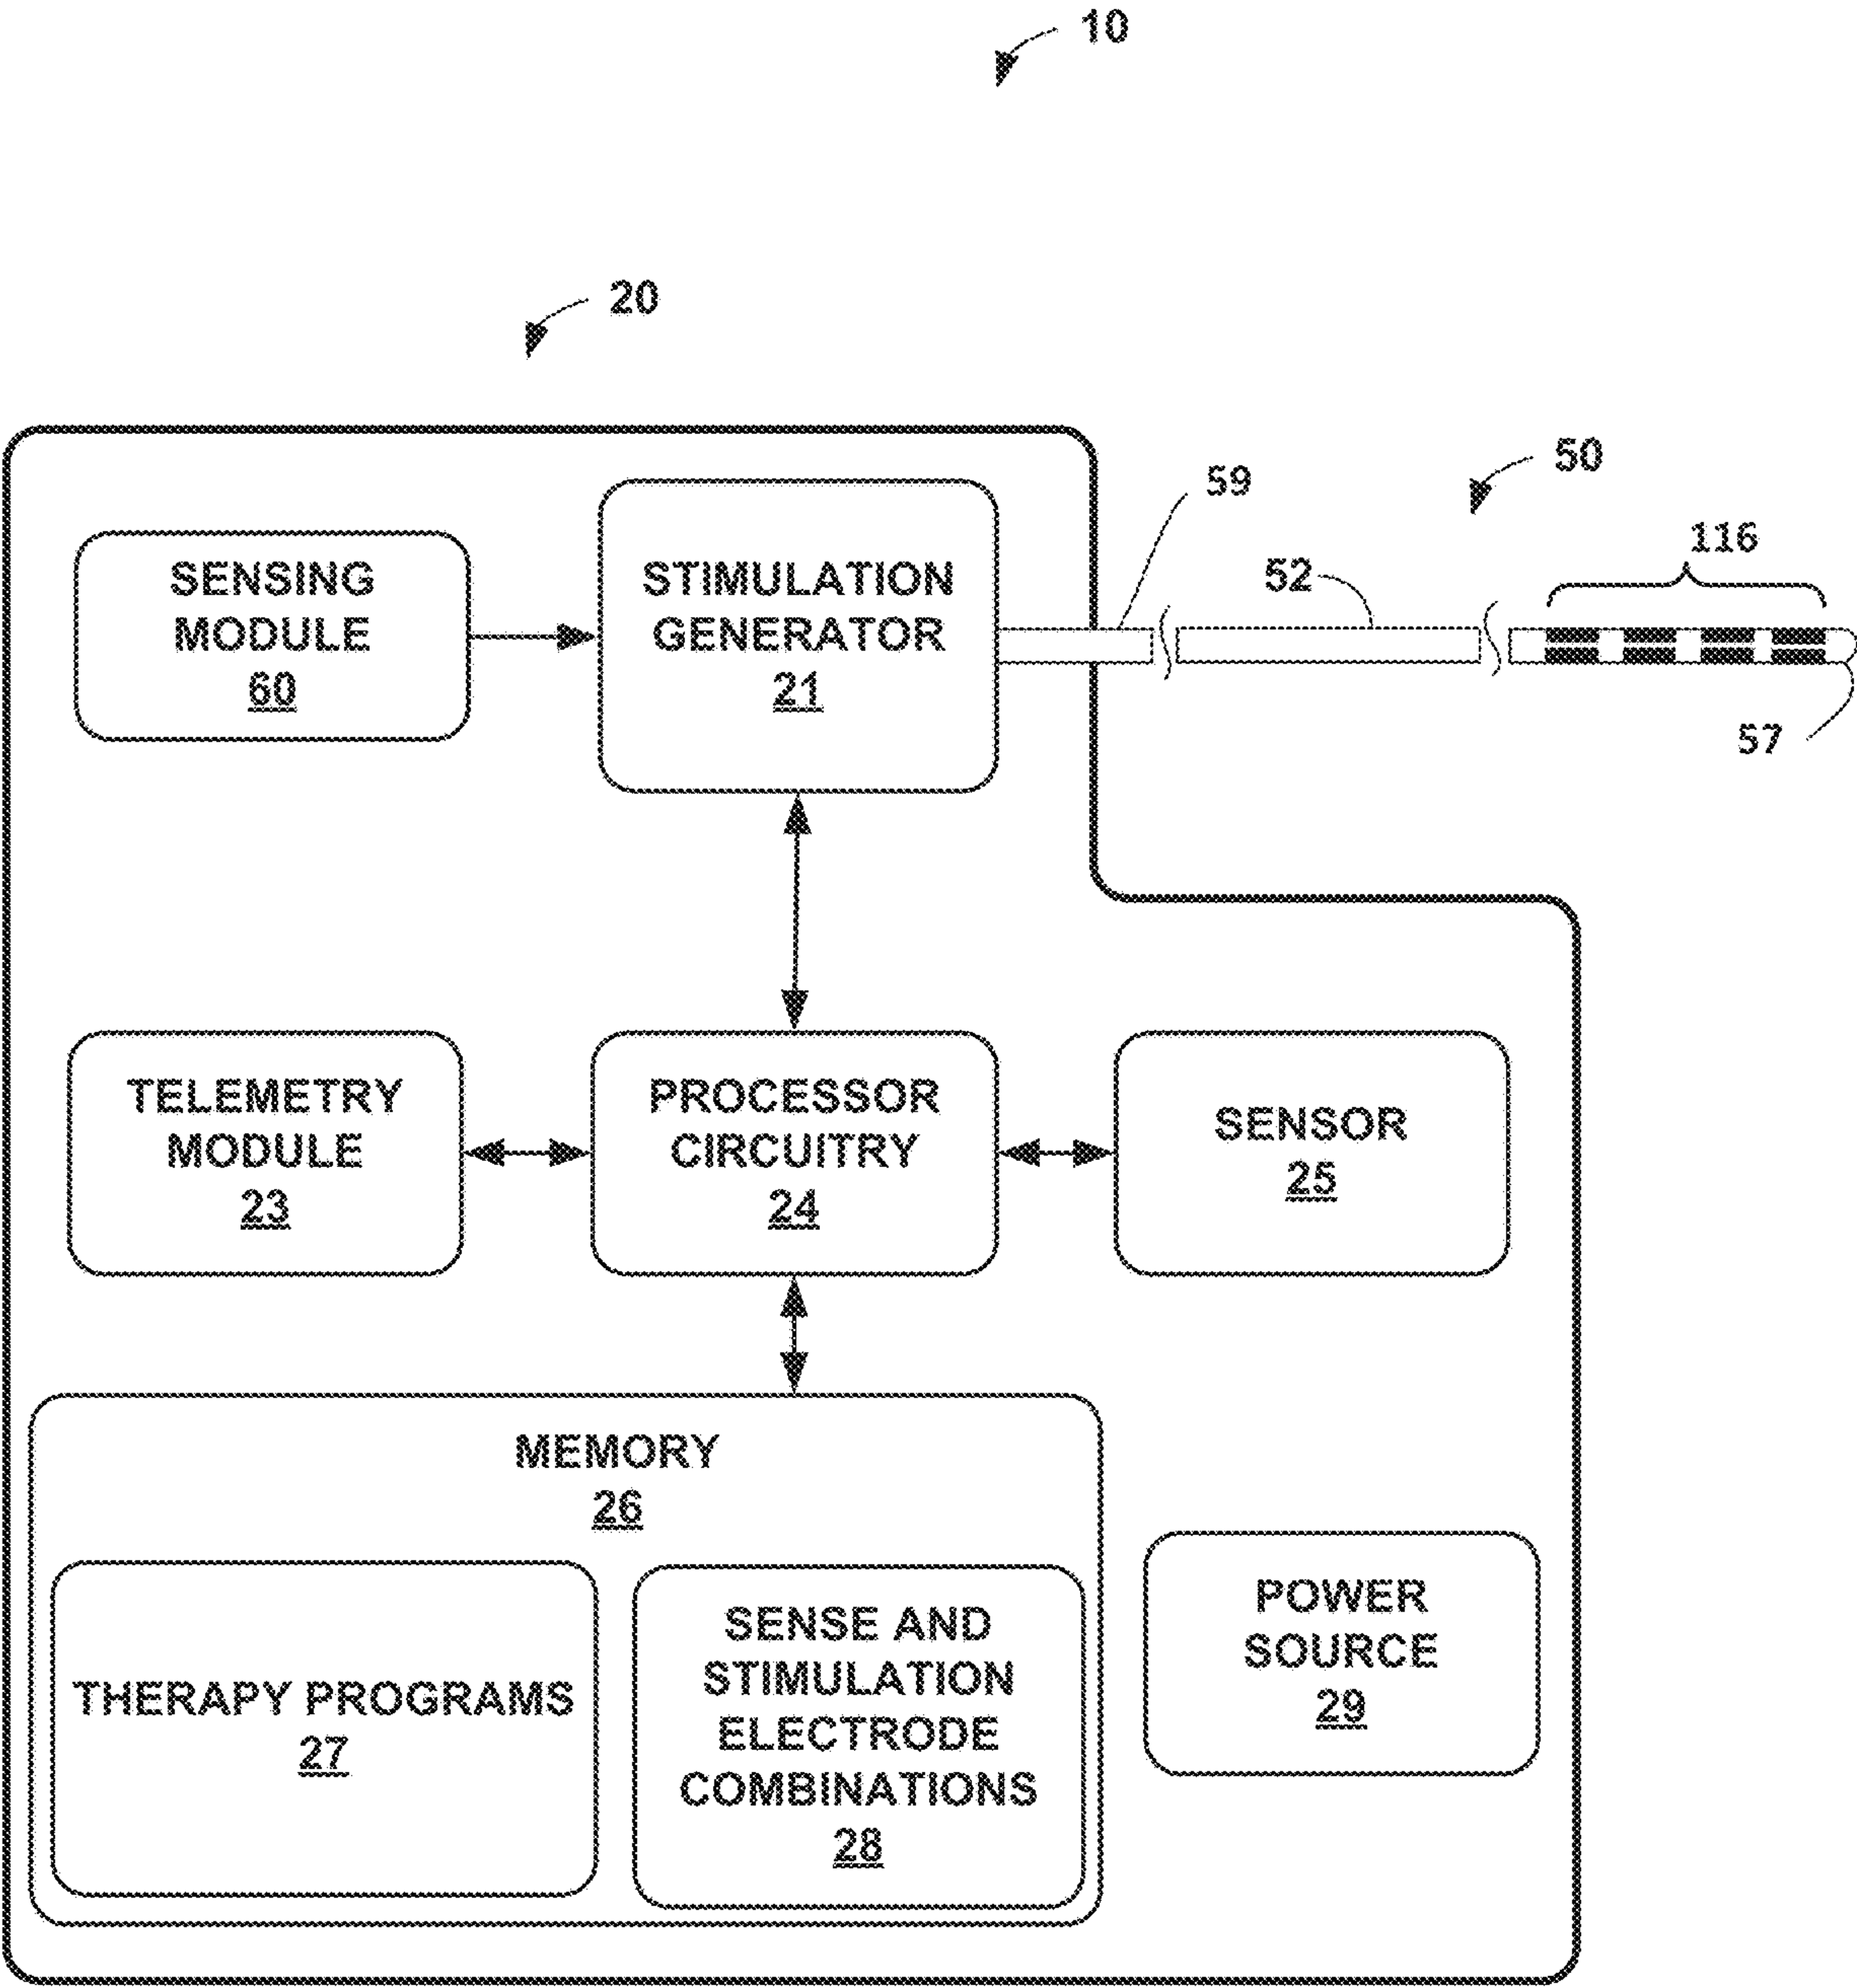 10
20
50
59
116
52
57
SENSING
MODULE
60
STIMULATION
GENERATOR
21
TELEMETRY
MODULE
23
PROCESSOR
CIRCUITRY
24
SENSOR
25
MEMORY
26
THERAPY PROGRAMS
27
SENSE AND
STIMULATION
ELECTRODE
COMBINATIONS
28
POWER
SOURCE
29